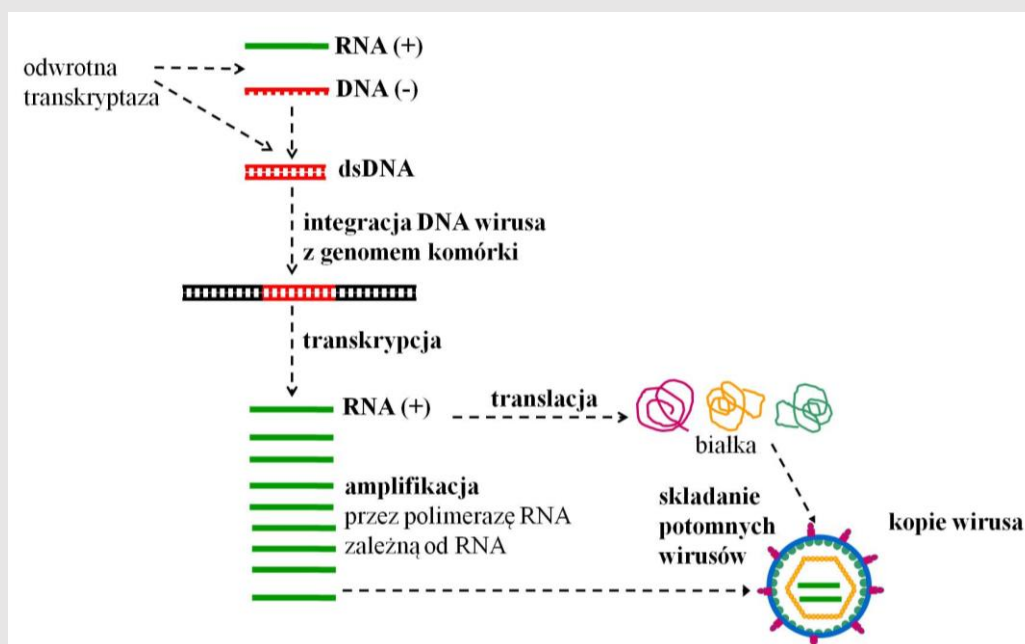 RNA (+)
odwrotna
transkryptaza
DNA (-)
dsDNA
integracja DNA wirusa
z genomem komórki
transkrypcja
RNA (+)
translacja
białka
amplifikacja
przez polimerazę RNA
zależną od RNA
składanie
potomnych
wirusów
kopie wirusa